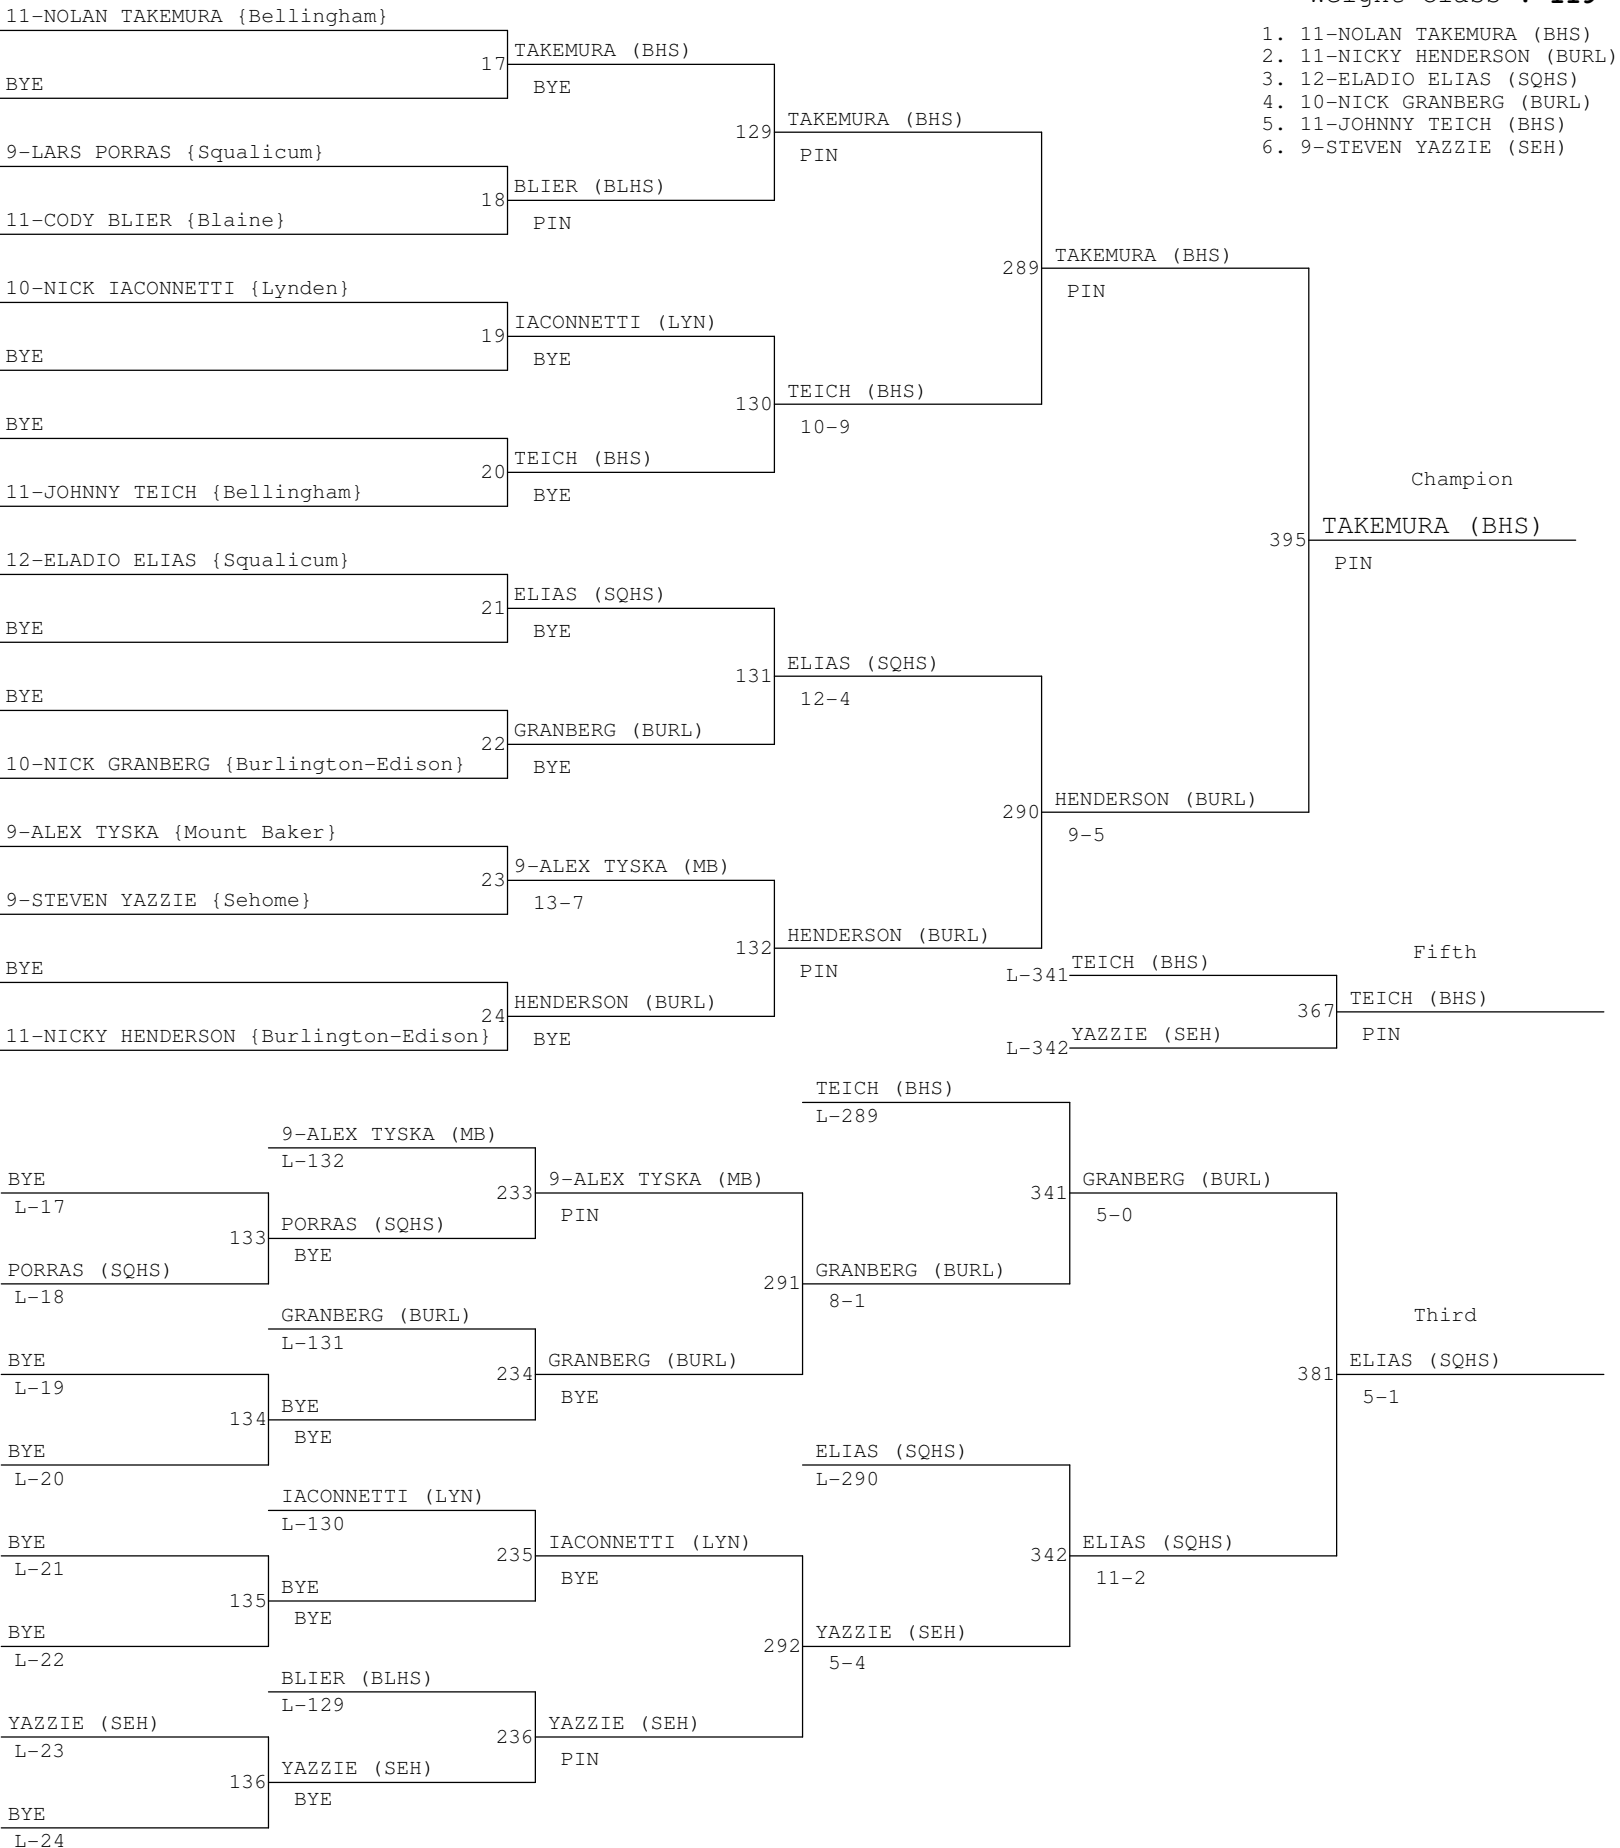 Weight Class : 119
1. 11-NOLAN TAKEMURA (BHS)
2. 11-NICKY HENDERSON (BURL)
3. 12-ELADIO ELIAS (SQHS)
4. 10-NICK GRANBERG (BURL)
5. 11-JOHNNY TEICH (BHS)
6. 9-STEVEN YAZZIE (SEH)
11-NOLAN TAKEMURA {Bellingham}
17
TAKEMURA (BHS)
BYE
BYE
129
TAKEMURA (BHS)
PIN
9-LARS PORRAS {Squalicum}
18
BLIER (BLHS)
PIN
11-CODY BLIER {Blaine}
289
TAKEMURA (BHS)
PIN
10-NICK IACONNETTI {Lynden}
19
IACONNETTI (LYN)
BYE
BYE
130
TEICH (BHS)
10-9
BYE
20
TEICH (BHS)
BYE
11-JOHNNY TEICH {Bellingham}
Champion
395
TAKEMURA (BHS)
PIN
12-ELADIO ELIAS {Squalicum}
21
ELIAS (SQHS)
BYE
BYE
131
ELIAS (SQHS)
12-4
BYE
22
GRANBERG (BURL)
BYE
10-NICK GRANBERG {Burlington-Edison}
290
HENDERSON (BURL)
9-5
9-ALEX TYSKA {Mount Baker}
23
9-ALEX TYSKA (MB)
13-7
9-STEVEN YAZZIE {Sehome}
132
HENDERSON (BURL)
PIN
BYE
24
HENDERSON (BURL)
BYE
11-NICKY HENDERSON {Burlington-Edison}
Fifth
L-341
TEICH (BHS)
367
TEICH (BHS)
PIN
L-342
YAZZIE (SEH)
TEICH (BHS)
L-289
9-ALEX TYSKA (MB)
L-132
BYE
L-17
233
9-ALEX TYSKA (MB)
PIN
341
GRANBERG (BURL)
5-0
133
PORRAS (SQHS)
BYE
PORRAS (SQHS)
L-18
291
GRANBERG (BURL)
8-1
GRANBERG (BURL)
L-131
Third
BYE
L-19
234
GRANBERG (BURL)
BYE
381
ELIAS (SQHS)
5-1
134
BYE
BYE
BYE
L-20
ELIAS (SQHS)
L-290
IACONNETTI (LYN)
L-130
BYE
L-21
235
IACONNETTI (LYN)
BYE
342
ELIAS (SQHS)
11-2
135
BYE
BYE
BYE
L-22
292
YAZZIE (SEH)
5-4
BLIER (BLHS)
L-129
YAZZIE (SEH)
L-23
236
YAZZIE (SEH)
PIN
136
YAZZIE (SEH)
BYE
BYE
L-24